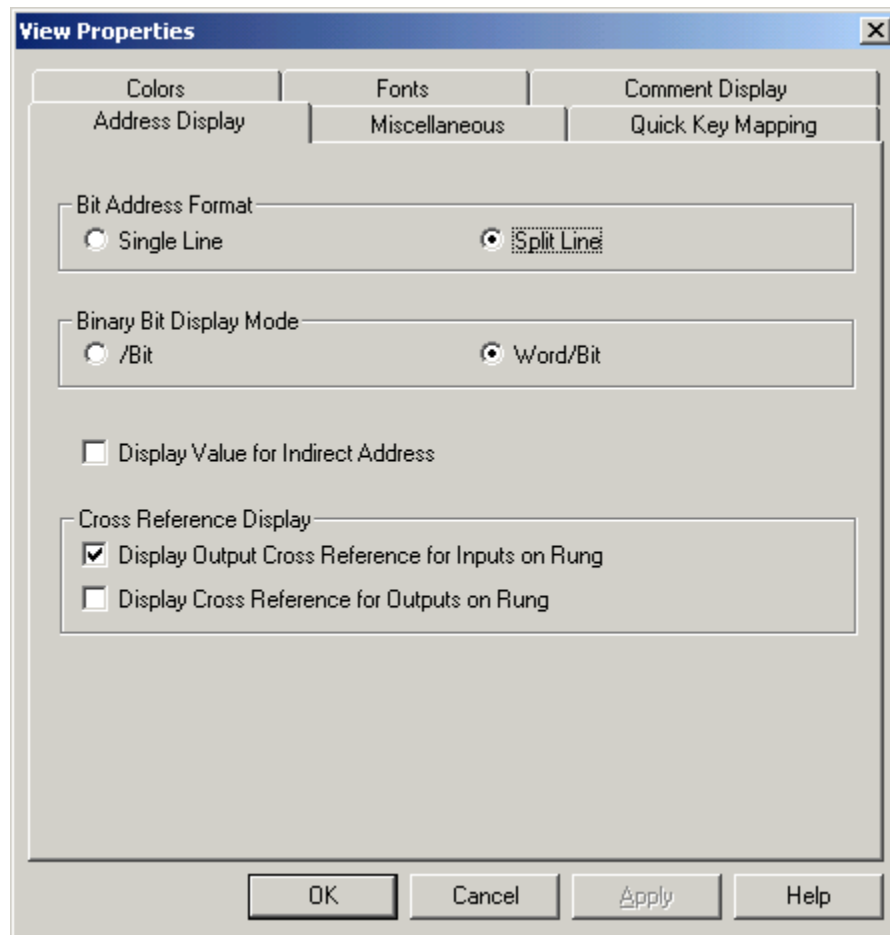 View Properties
Colors Fonts Comment Display
Address Display Miscellaneous Quick Key Mapping
Bit Address Format
Single Line Split Line
Binary Bit Display Mode
/Bit Word/Bit
Display Value for Indirect Address
Cross Reference Display
Display Output Cross Reference for Inputs on Rung
Display Cross Reference for Outputs on Rung
OK Cancel Apply Help